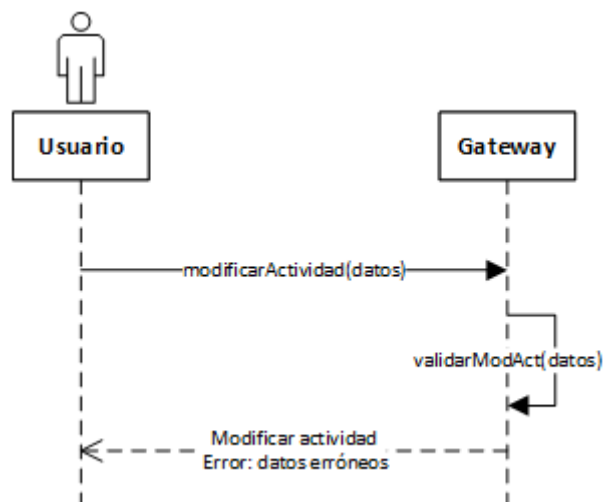 Usuario
Gateway
modificarActividad(datos)
validarModAct(datos)
Modificar actividad
Error: datos erróneos